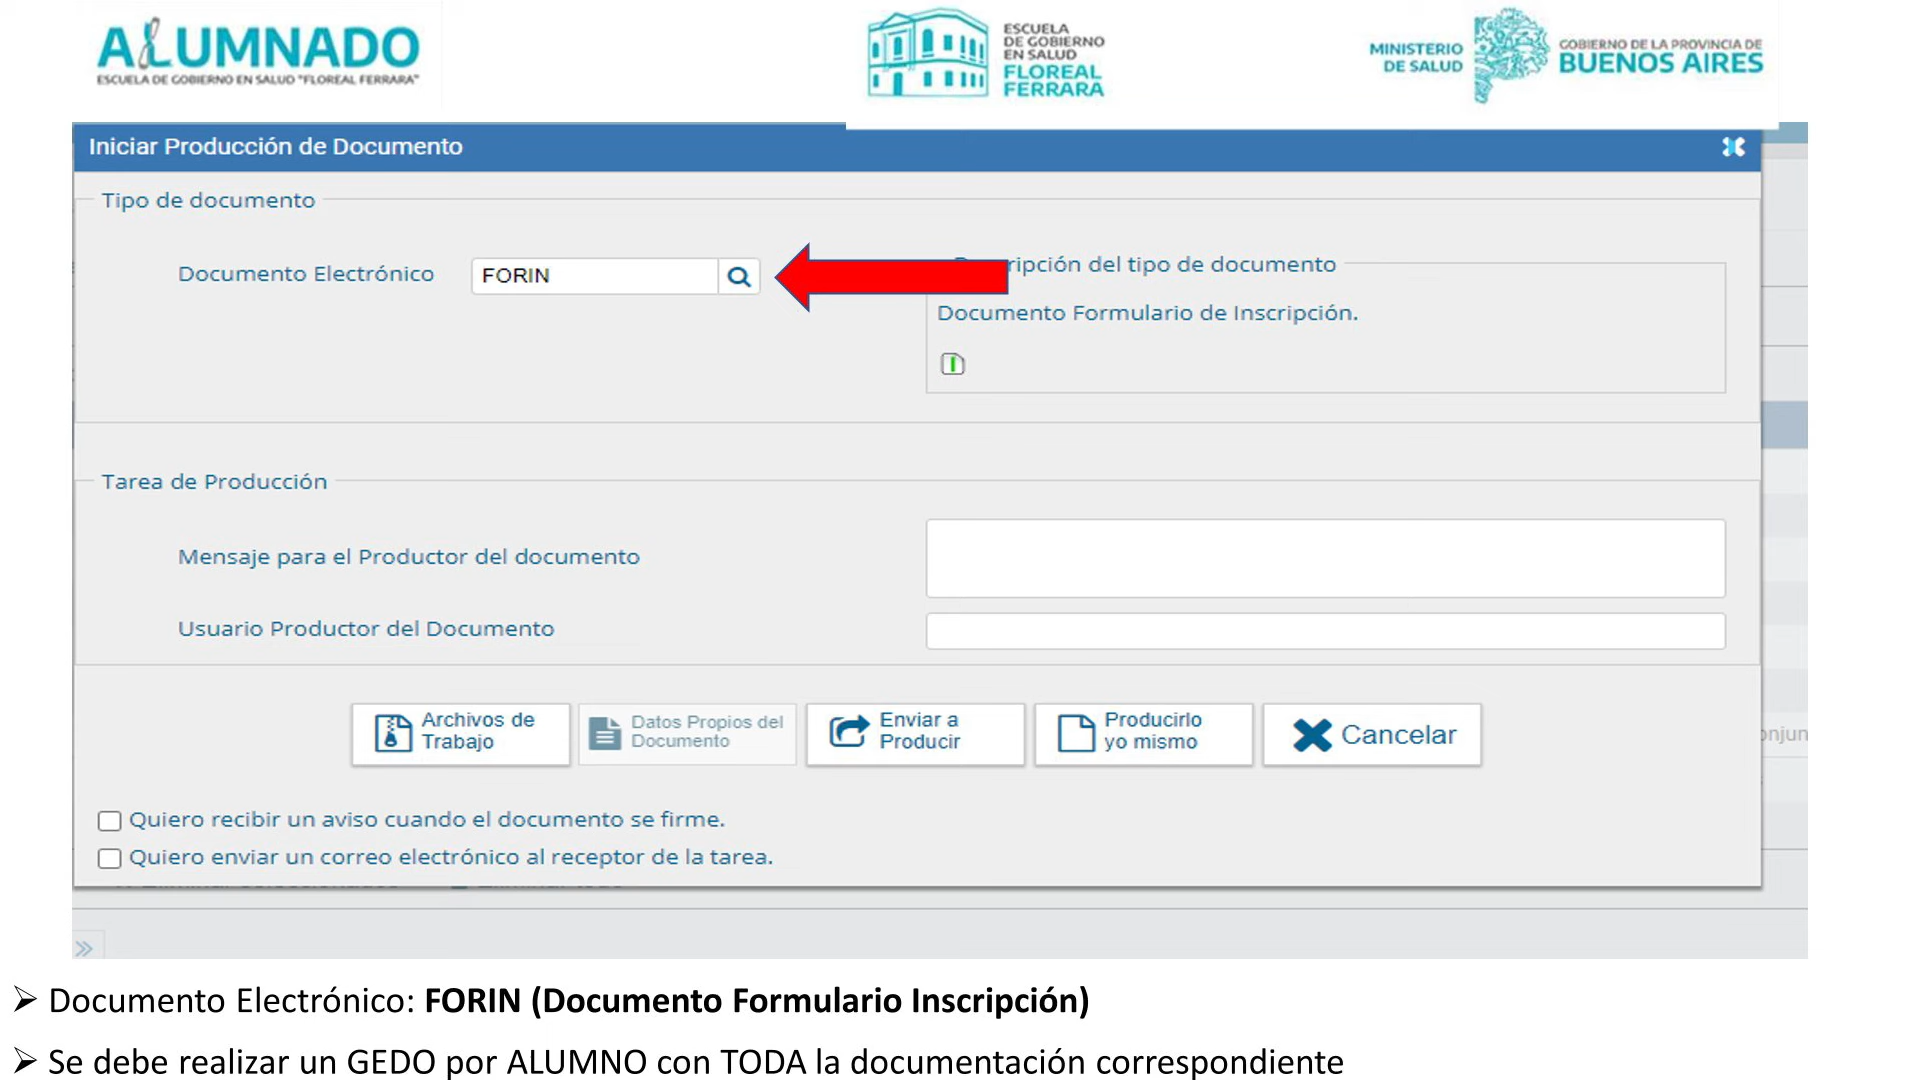 ALUMNADO
ESCUELA DE GOBIERNO EN SALUD "FLOREAL FERRARA"
ESCUELA
DE GOBIERNO
EN SALUD
FLOREAL
FERRARA
MINISTERIO
DE SALUD
GOBIERNO DE LA PROVINCIA DE
BUENOS AIRES
Iniciar Producción de Documento
Tipo de documento
Documento Electrónico
FORIN
ripción del tipo de documento
Documento Formulario de Inscripción.
Tarea de Producción
Mensaje para el Productor del documento
Usuario Productor del Documento
Archivos de
Trabajo
Datos Propios del
Documento
Enviar a
Producir
Producirlo
yo mismo
Cancelar
onjun
Quiero recibir un aviso cuando el documento se firme.
Quiero enviar un correo electrónico al receptor de la tarea.
➢ Documento Electrónico: FORIN (Documento Formulario Inscripción)
➢ Se debe realizar un GEDO por ALUMNO con TODA la documentación correspondiente